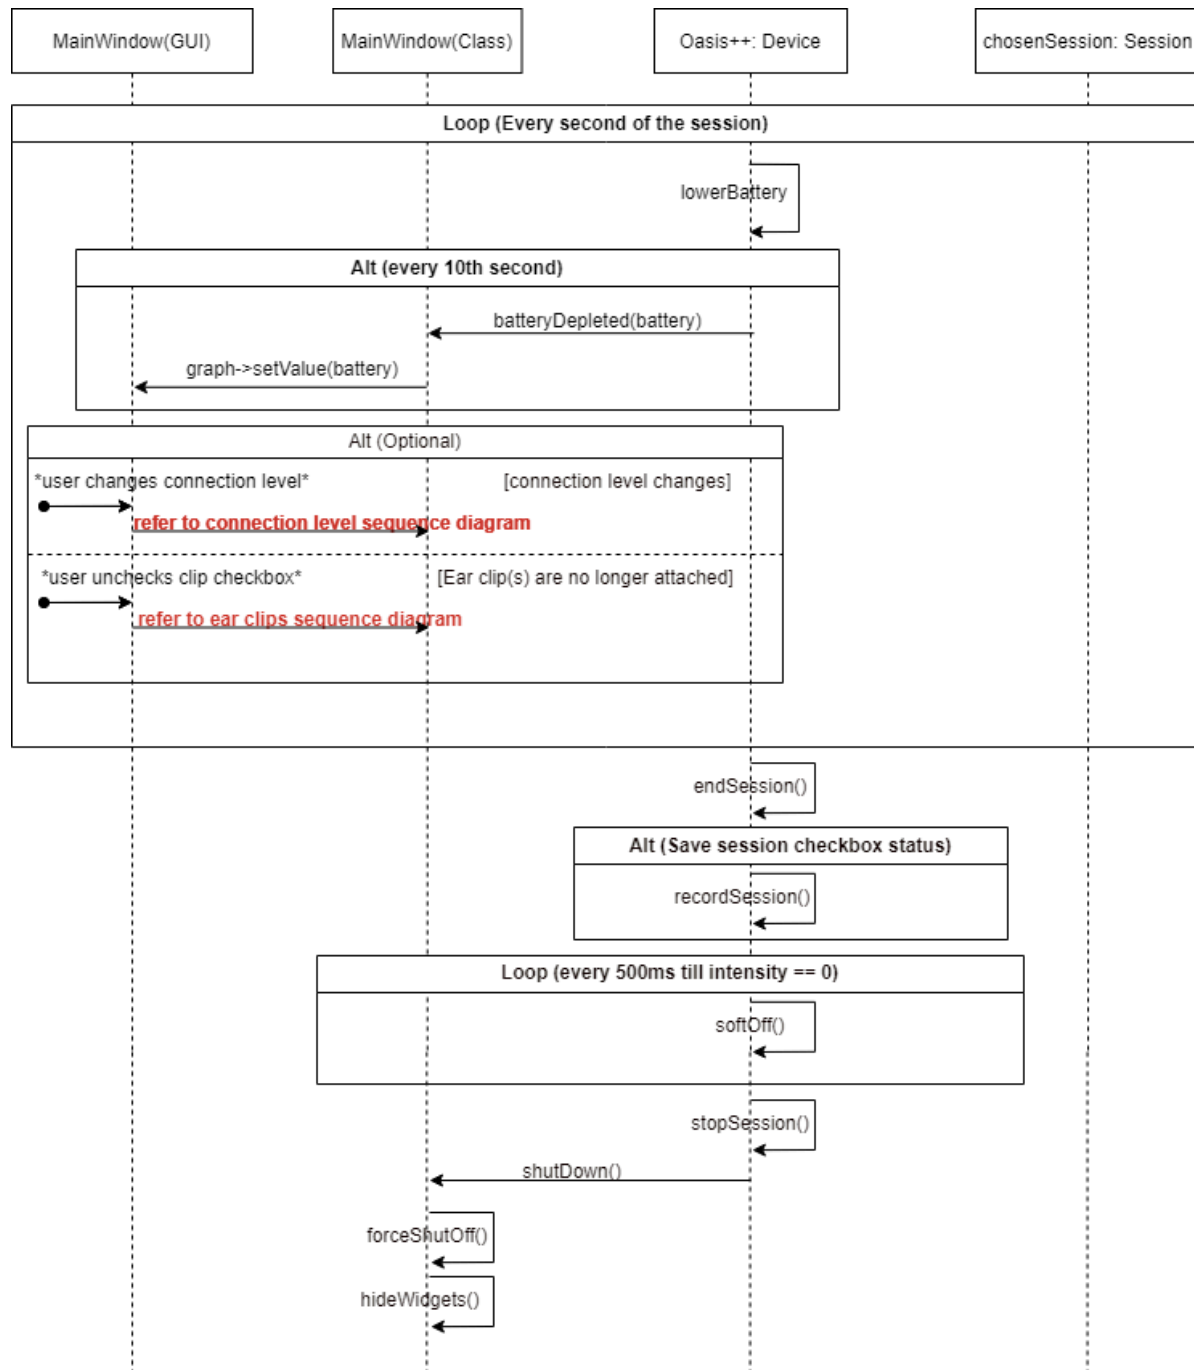 MainWindow(GUI)
MainWindow(Class)
Oasis++: Device
chosenSession: Session
Loop (Every second of the session)
lowerBattery
Alt (every 10th second)
batteryDepleted(battery)
graph->setValue(battery)
Alt (Optional)
*user changes connection level*
[connection level changes]
refer to connection level sequence diagram
*user unchecks clip checkbox*
[Ear clip(s) are no longer attached]
refer to ear clips sequence diagram
endSession()
Alt (Save session checkbox status)
recordSession()
Loop (every 500ms till intensity == 0)
softOff()
stopSession()
shutDown()
forceShutOff()
hideWidgets()